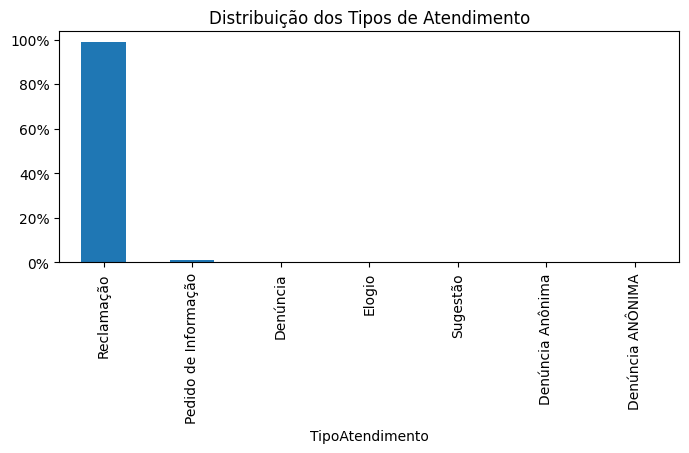 Distribuição dos Tipos de Atendimento
100%
80%
60%
40%
20%
0%
Reclamação
Pedido de Informação
Denúncia
Elogio
Sugestão
Denúncia Anônima
Denúncia ANÔNIMA
TipoAtendimento